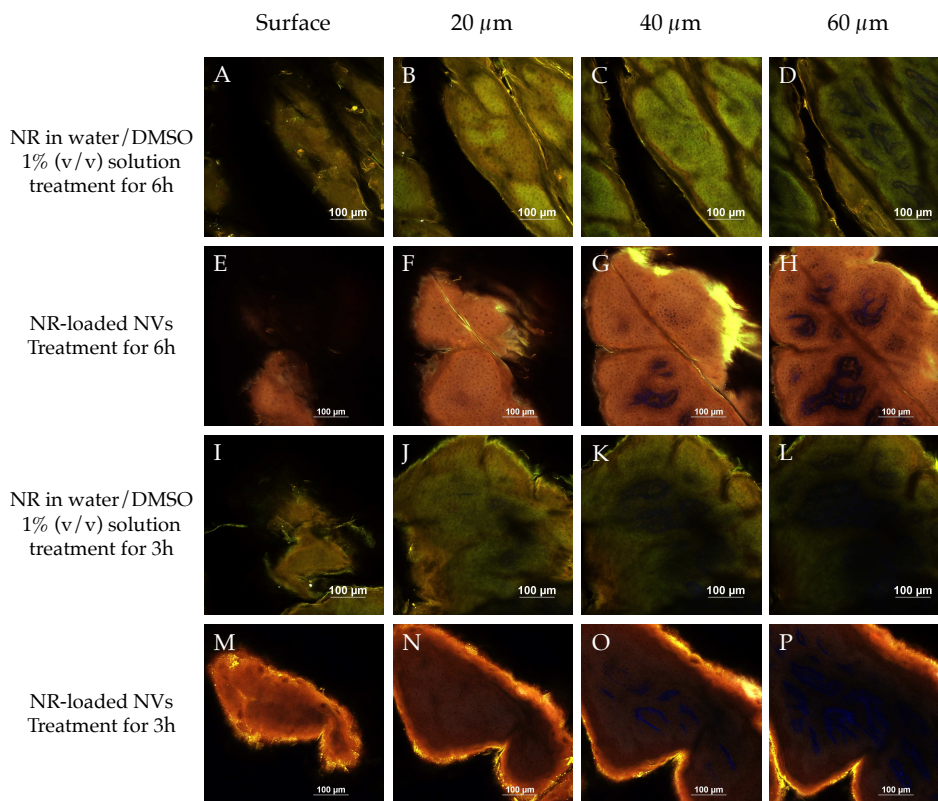 Surface 20 μm 40 μm 60 μm
A B C D
NR in water/DMSO
1% (v/v) solution
treatment for 6h
100 μm 100 μm 100 μm 100 μm
E F G H
NR-loaded NVs
Treatment for 6h
100 μm 100 μm 100 μm 100 μm
I J K L
NR in water/DMSO
1% (v/v) solution
treatment for 3h
100 μm 100 μm 100 μm 100 μm
M N O P
NR-loaded NVs
Treatment for 3h
100 μm 100 μm 100 μm 100 μm